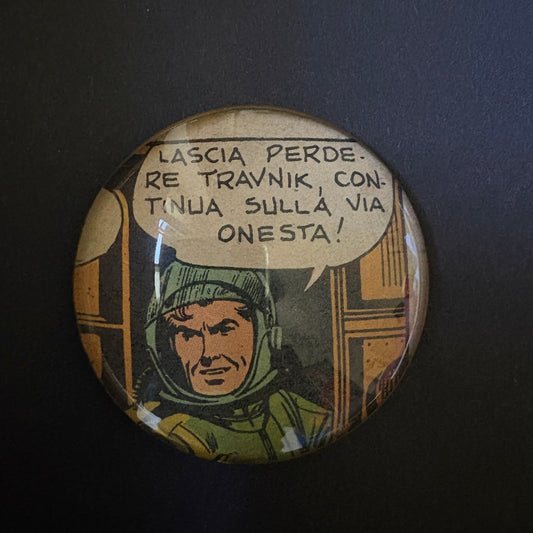 LASCIA PERDE-
RE TRAVNIK, CON-
TINUA SULLA VIA
ONESTA!